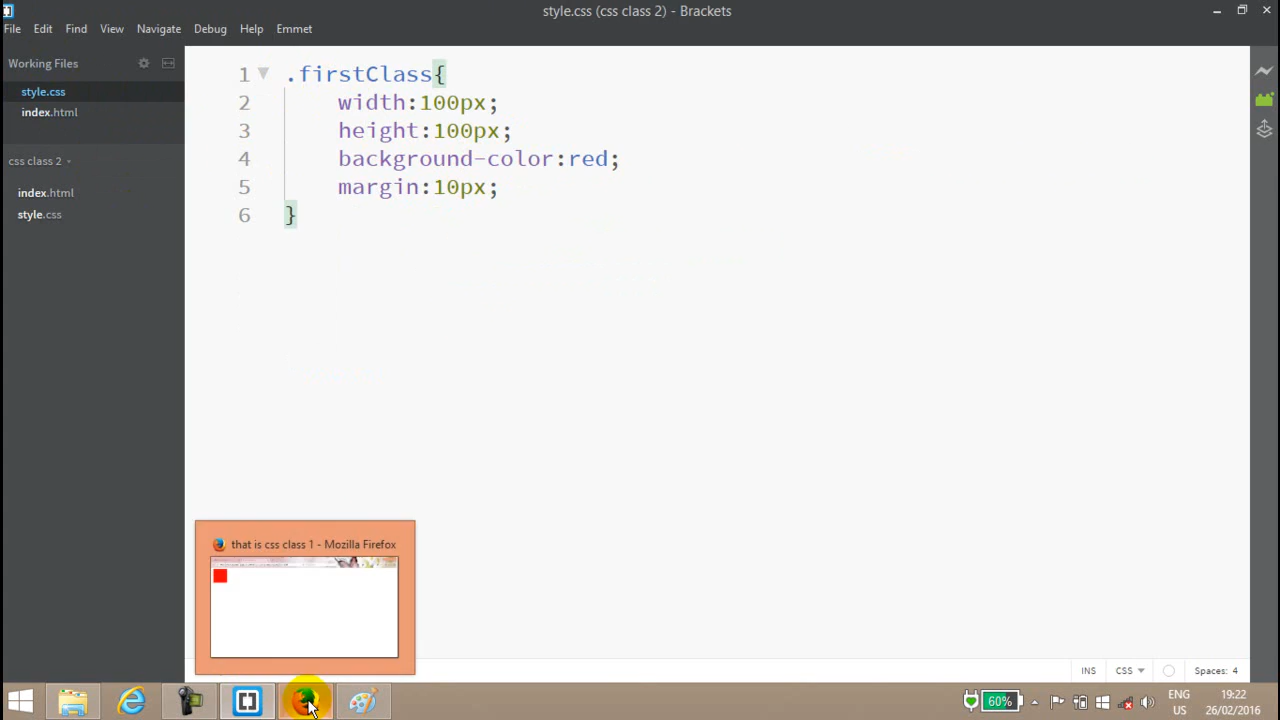 style.css (css class 2) - Brackets
File Edit Find View Navigate Debug Help Emmet
Working Files
style.css
index.html
css class 2
index.html
style.css
1 .firstClass{
2 width:100px;
3 height:100px;
4 background-color:red;
5 margin:10px;
6 }
that is css class 1 - Mozilla Firefox
INS CSS Spaces: 4
60%
ENG
US
19:22
26/02/2016